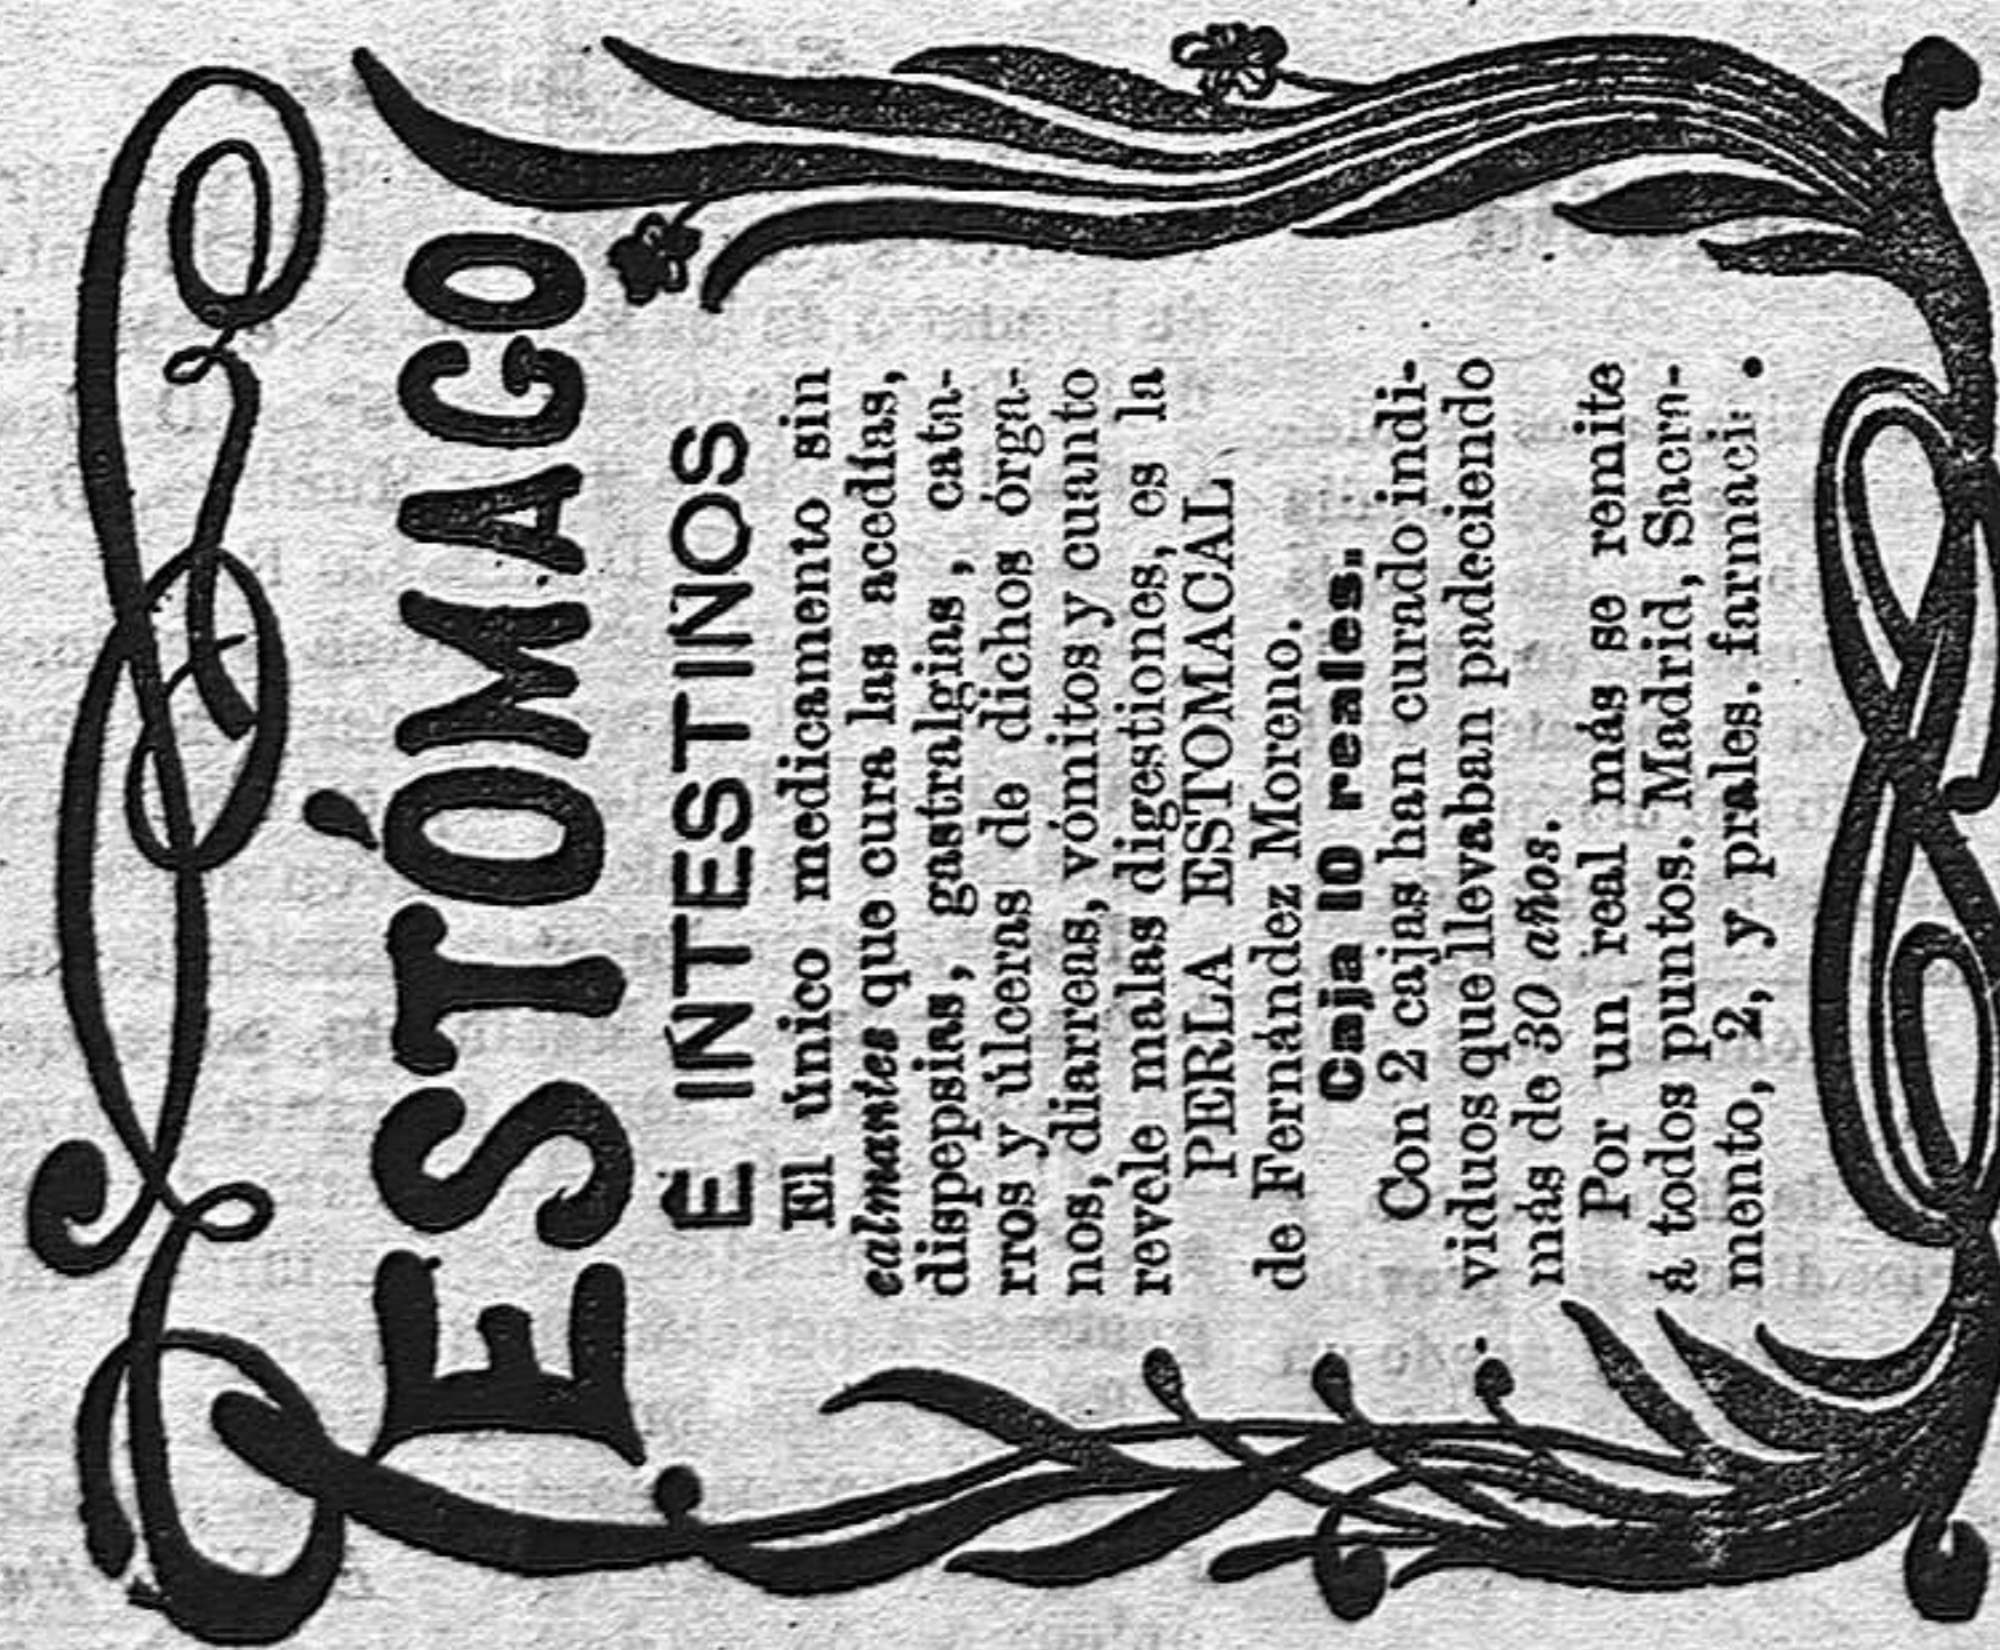 ESTÓMAGO
É INTESTINOS
El único medicamento sin
calmantes que cura las acedías,
dispepsias, gastralgias, cata-
rros y úlceras de dichos órga-
nos, diarreas, vómitos y cuanto
revele malas digestiones, es la
PERLA ESTOMACAL
de Fernández Moreno.
Caja 10 reales.
Con 2 cajas han curado indi-
viduos que llevaban padeciendo
más de 30 años.
Por un real más se remite
á todos puntos. Madrid, Sacra-
mento, 2, y prales. farmaci